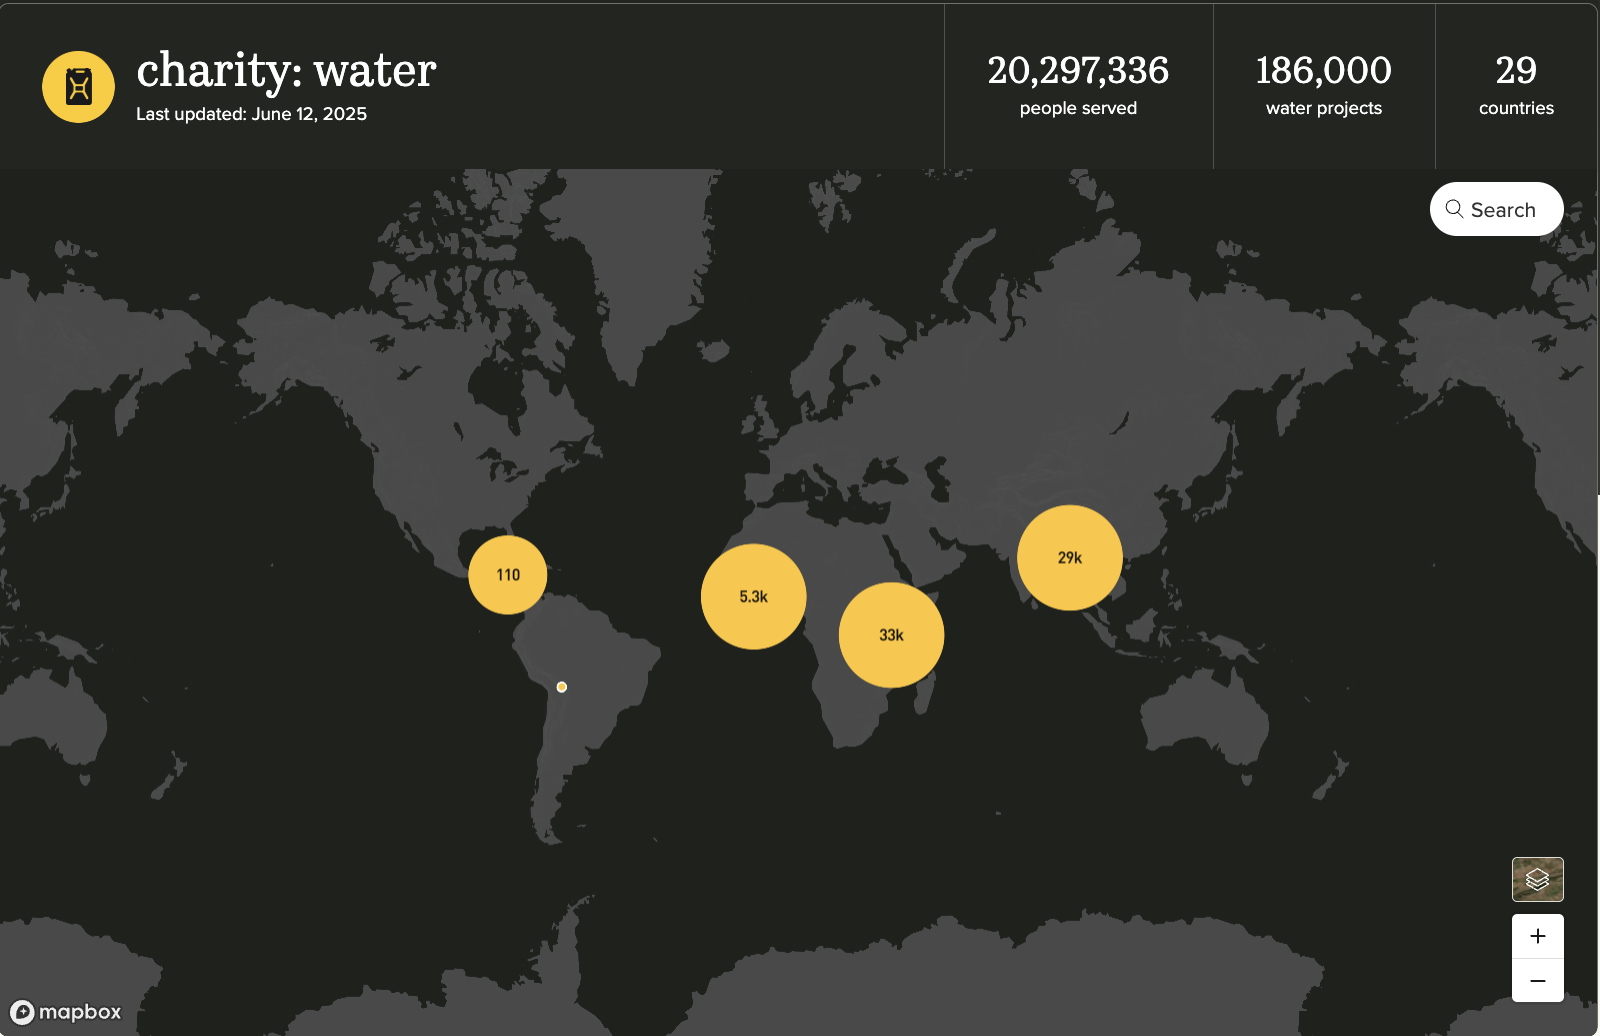 charity: water
Last updated: June 12, 2025
20,297,336
people served
186,000
water projects
29
countries
Search
110
5.3k
33k
29k
+
−
mapbox